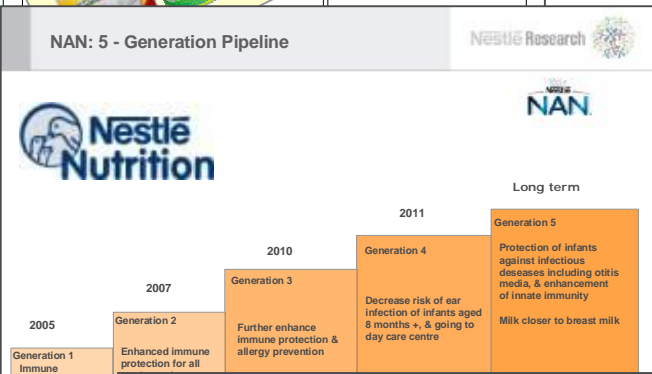 NAN: 5 - Generation Pipeline
Nestlé Research
Nestlé
NAN
Nestlé
Nutrition
Long term
2011
Generation 5
2010
Generation 4
Protection of infants
against infectious
deseases including otitis
media, & enhancement
of innate immunity
Milk closer to breast milk
2007
Generation 3
Decrease risk of ear
infection of infants aged
8 months +, & going to
day care centre
2005
Generation 2
Further enhance
immune protection &
allergy prevention
Generation 1
Immune
Enhanced immune
protection for all